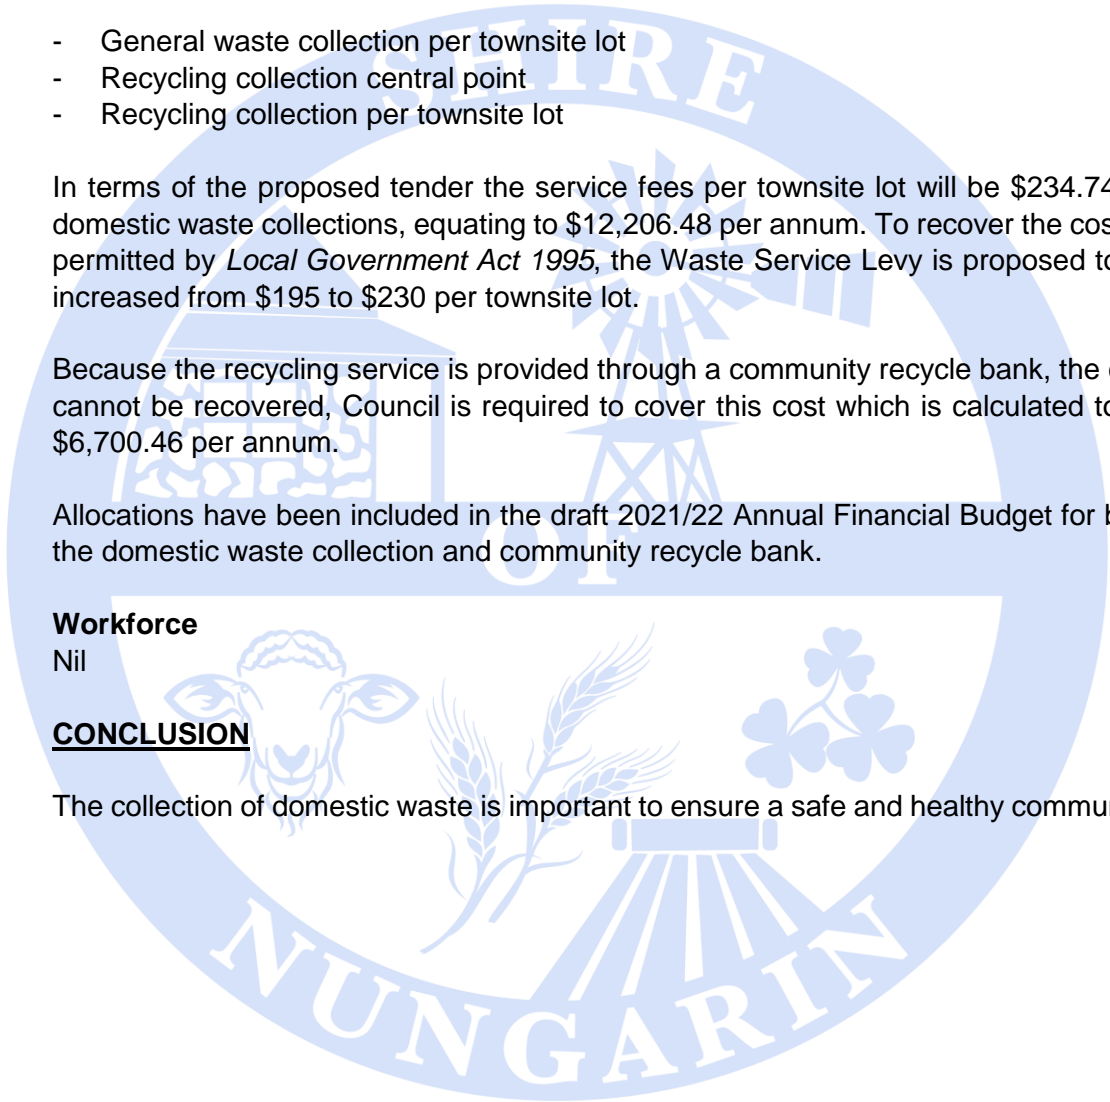 - General waste collection per townsite lot
- Recycling collection central point
- Recycling collection per townsite lot
In terms of the proposed tender the service fees per townsite lot will be $234.74
domestic waste collections, equating to $12,206.48 per annum. To recover the
permitted by Local Government Act 1995, the Waste Service Levy is proposed
increased from $195 to $230 per townsite lot.
Because the recycling service is provided through a community recycle bank, the
cannot be recovered, Council is required to cover this cost which is calculated
$6,700.46 per annum.
Allocations have been included in the draft 2021/22 Annual Financial Budget for
the domestic waste collection and community recycle bank.
Workforce
Nil
CONCLUSION
The collection of domestic waste is important to ensure a safe and healthy
SHIRE
OF
NUNGARIN